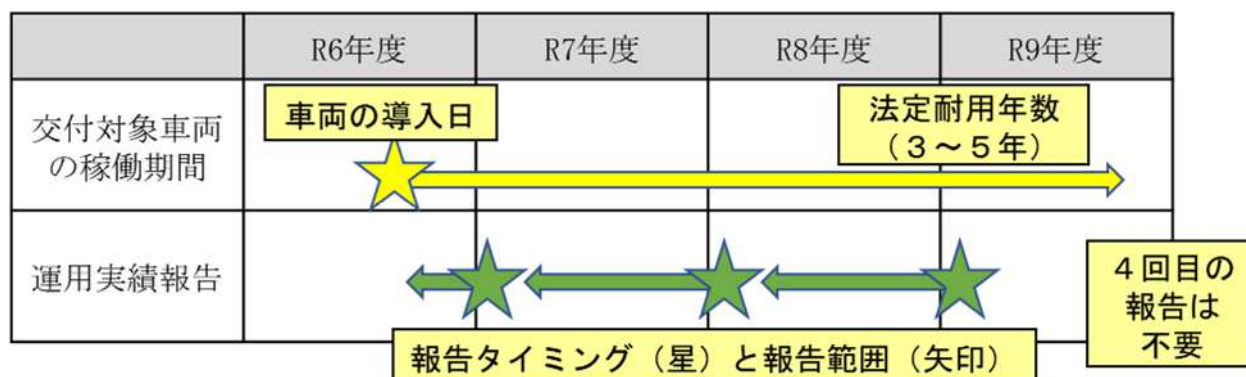 R6年度
R7年度
R8年度
R9年度
交付対象車両
の稼働期間
車両の導入日
法定耐用年数
（３～５年）
運用実績報告
４回目の
報告は
不要
報告タイミング（星）と報告範囲（矢印）